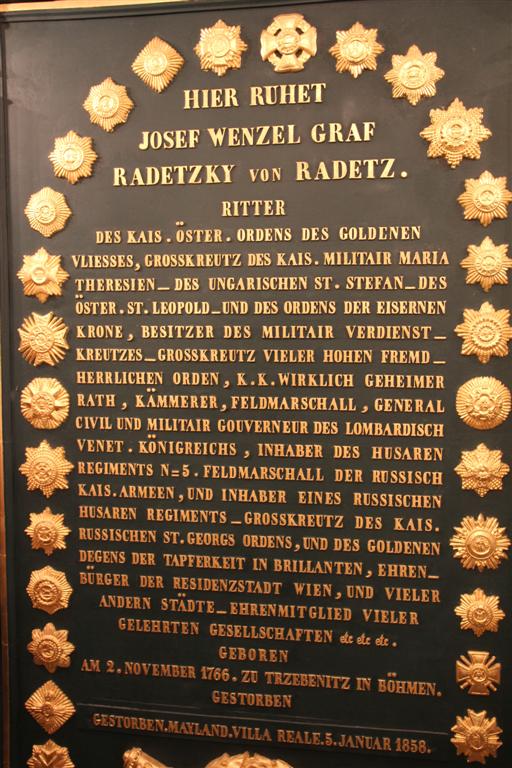 HIER RUHET
JOSEF WENZEL GRAF
RADETZKY VON RADETZ.
RITTER
DES KAIS. ÖSTER. ORDENS DES GOLDENEN
VLIESSES, GROSSKREUTZ DES KAIS. MILITAIR MARIA
THERESIEN_ DES UNGARISCHEN ST. STEFAN_DES
ÖSTER. ST. LEOPOLD_UND DES ORDENS DER EISERNEN
KRONE, BESITZER DES MILITAIR VERDIENST_
KREUTZES_GROSSKREUTZ VIELER HOHEN FREMD_
HERRLICHEN ORDEN, K.K.WIRKLICH GEHEIMER
RATH, KÄMMERER, FELDMARSCHALL, GENERAL
CIVIL UND MILITAIR GOUVERNEUR DES LOMBARDISCH
VENET. KÖNIGREICHS, INHABER DES HUSAREN
REGIMENTS N=5. FELDMARSCHALL DER RUSSISCH
KAIS. ARMEEN, UND INHABER EINES RUSSISCHEN
HUSAREN REGIMENTS_GROSSKREUTZ DES KAIS.
RUSSISCHEN ST. GEORGS ORDENS, UND DES GOLDENEN
DEGENS DER TAPFERKEIT IN BRILLANTEN, EHREN_
BÜRGER DER RESIDENZSTADT WIEN, UND VIELER
ANDERN STÄDTE_EHRENMITGLIED VIELER
GELEHRTEN GESELLSCHAFTEN etc etc etc.
GEBOREN
AM 2. NOVEMBER 1766. ZU TRZEBENITZ IN BÖHMEN.
GESTORBEN
GESTORBEN. MAYLAND. VILLA REALE. 5. JANUAR 1858.